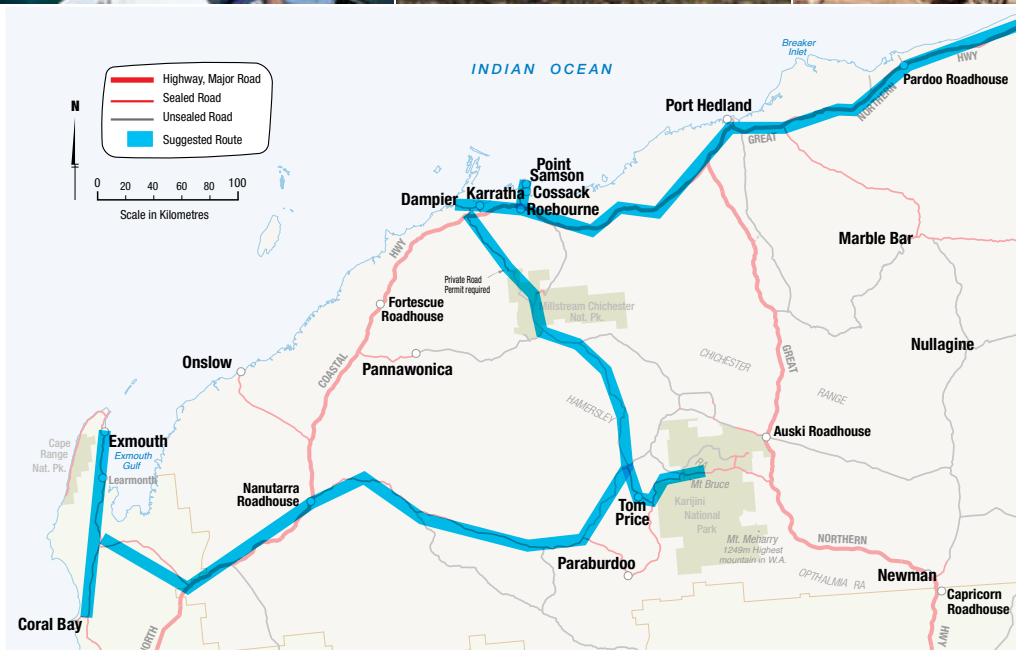 Breaker
Inlet
INDIAN OCEAN
HWY
Pardoo Roadhouse
NORTHERN
Highway, Major Road
Sealed Road
Unsealed Road
Suggested Route
N
0 20 40 60 80 100
Scale in Kilometres
Port Hedland
GREAT
Point
Samson
Cossack
Roebourne
Karratha
Dampier
HWY
Marble Bar
Private Road
Permit required
Millstream Chichester
Nat. Pk.
Fortescue
Roadhouse
Onslow
COASTAL
Pannawonica
CHICHESTER
GREAT
Nullagine
RANGE
HAMERSLEY
Exmouth
Cape
Range
Nat. Pk.
Exmouth
Gulf
Learmonth
Auski Roadhouse
RA
Mt Bruce
Nanutarra
Roadhouse
Tom
Price
Karijini
National
Park
Mt. Meharry
1249m Highest
mountain in W.A.
NORTHERN
Paraburdoo
OPTHALMIA RA
Newman
Capricorn
Roadhouse
Coral Bay
NORTH
HWY